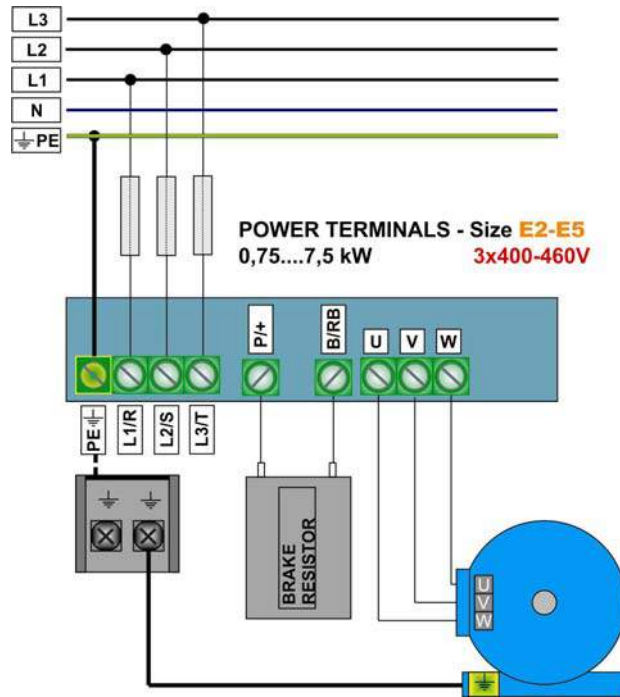 L3
L2
L1
N
⏚ PE
POWER TERMINALS - Size E2-E5
0,75....7,5 kW 3x400-460V
P/+
B/RB
U
V
W
PE⏚
L1/R
L2/S
L3/T
BRAKE
RESISTOR
U
V
W